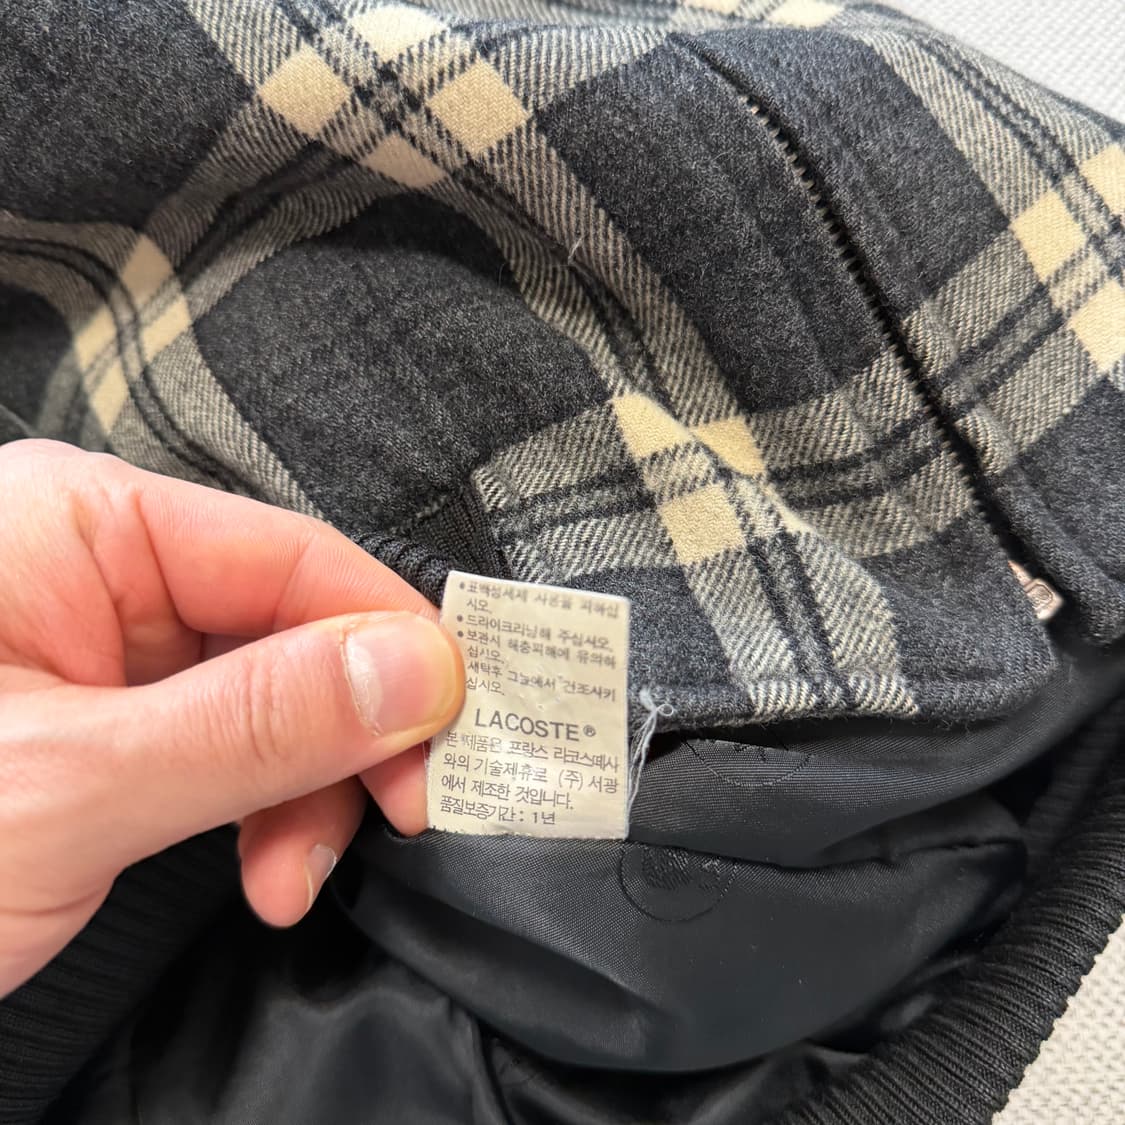 • 표백성세제 사용을 피하십
시오.
• 드라이크리닝해 주십시오.
• 보관시 해충피해에 유의하
십시오.
세탁후 그늘에서 건조시키
십시오.
LACOSTE®
본 제품은 프랑스 라코스떼사
와의 기술제휴로 (주) 서광
에서 제조한 것입니다.
품질보증기간 : 1년